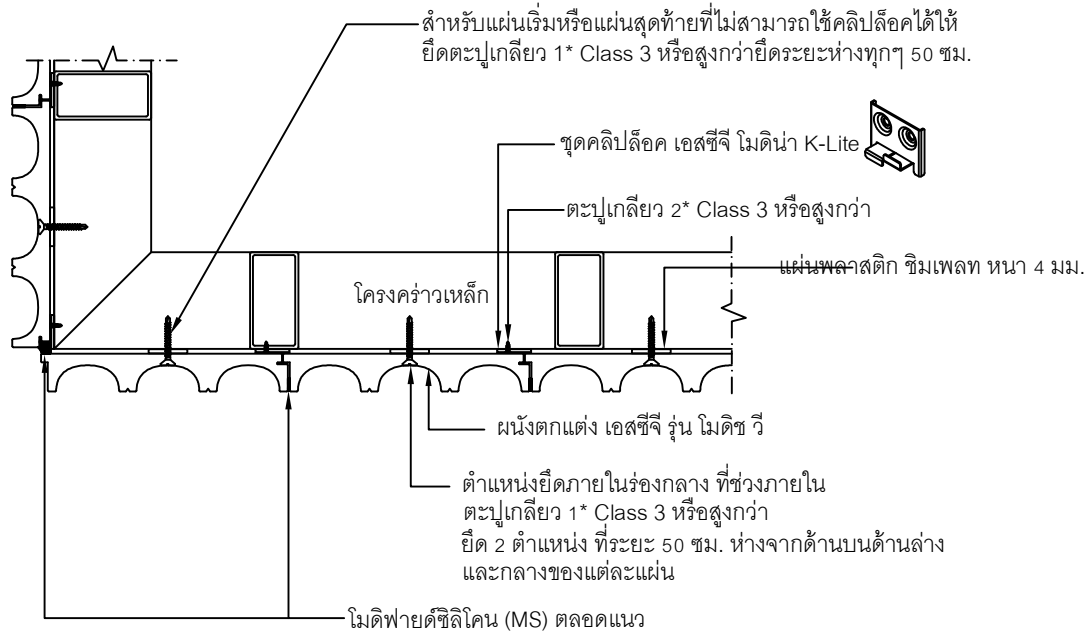 สำหรับแผ่นเริ่มหรือแผ่นสุดท้ายที่ไม่สามารถใช้คลิปล็อคได้ให้
ยึดตะปูเกลียว 1* Class 3 หรือสูงกว่ายึดระยะห่างทุกๆ 50 ซม.
ชุดคลิปล็อค เอสซีจี โมดิน่า K-Lite
ตะปูเกลียว 2* Class 3 หรือสูงกว่า
แผ่นพลาสติก ชิมเพลท หนา 4 มม.
โครงคร่าวเหล็ก
ผนังตกแต่ง เอสซีจี รุ่น โมดิช วี
ตำแหน่งยึดภายในร่องกลาง ที่ช่วงภายใน
ตะปูเกลียว 1* Class 3 หรือสูงกว่า
ยึด 2 ตำแหน่ง ที่ระยะ 50 ซม. ห่างจากด้านบนด้านล่าง
และกลางของแต่ละแผ่น
โมดิฟายด์ซิลิโคน (MS) ตลอดแนว